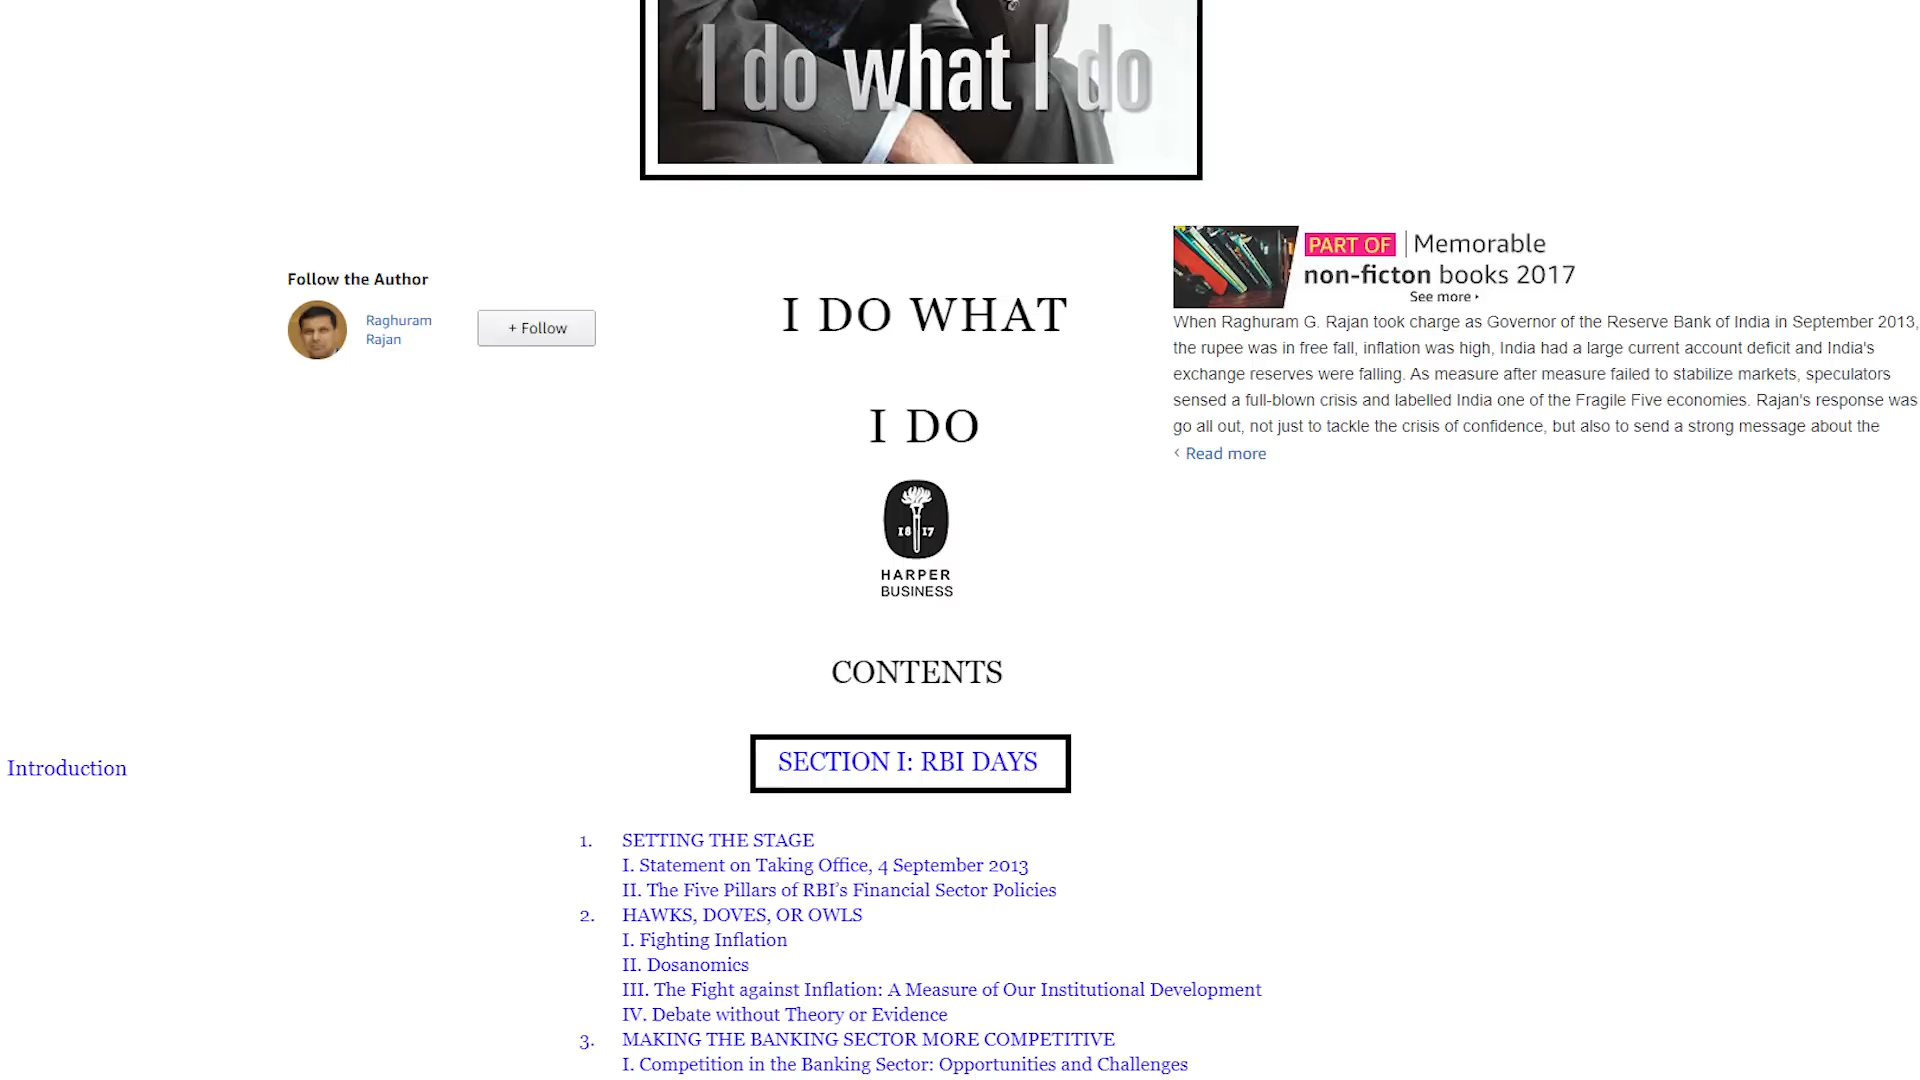 I do what I do
Follow the Author
Raghuram
Rajan
+ Follow
I DO WHAT
I DO
1817
HARPER
BUSINESS
PART OF | Memorable
non-ficton books 2017
See more ‣
When Raghuram G. Rajan took charge as Governor of the Reserve Bank of India in September 2013,
the rupee was in free fall, inflation was high, India had a large current account deficit and India's
exchange reserves were falling. As measure after measure failed to stabilize markets, speculators
sensed a full-blown crisis and labelled India one of the Fragile Five economies. Rajan's response was
go all out, not just to tackle the crisis of confidence, but also to send a strong message about the
‹ Read more
CONTENTS
Introduction
SECTION I: RBI DAYS
1. SETTING THE STAGE
I. Statement on Taking Office, 4 September 2013
II. The Five Pillars of RBI’s Financial Sector Policies
2. HAWKS, DOVES, OR OWLS
I. Fighting Inflation
II. Dosanomics
III. The Fight against Inflation: A Measure of Our Institutional Development
IV. Debate without Theory or Evidence
3. MAKING THE BANKING SECTOR MORE COMPETITIVE
I. Competition in the Banking Sector: Opportunities and Challenges